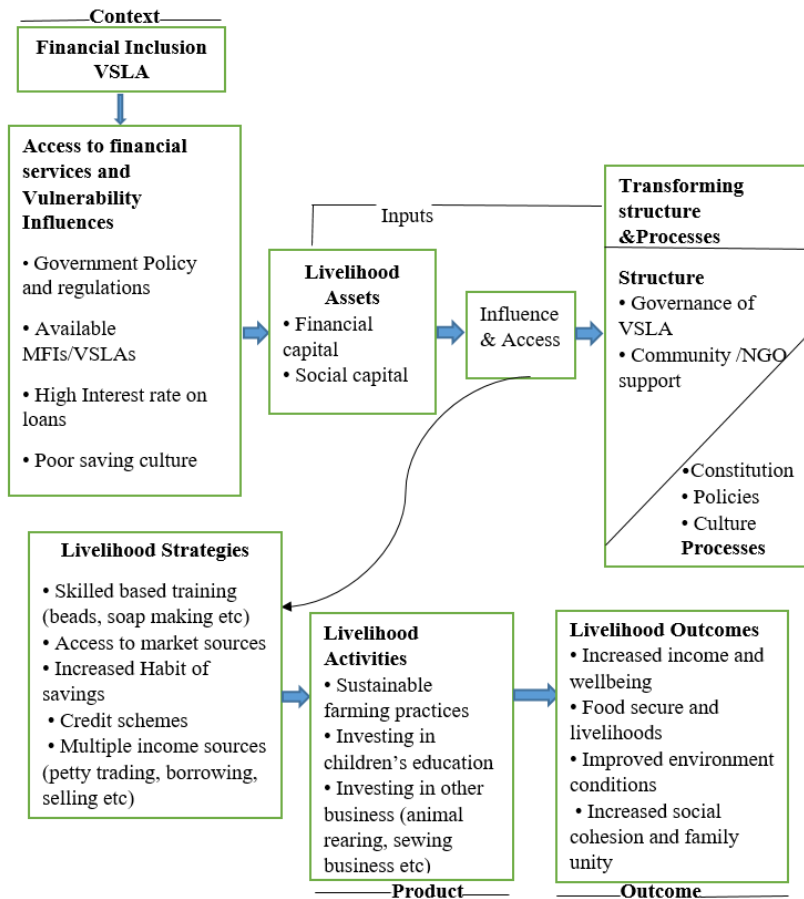 Context
Financial Inclusion
VSLA
Access to financial
services and
Vulnerability
Influences
• Government Policy
and regulations
• Available
MFIs/VSLAs
• High Interest rate on
loans
• Poor saving culture
Inputs
Livelihood
Assets
• Financial
capital
• Social capital
Influence
& Access
Transforming
structure
&Processes
Structure
• Governance of
VSLA
• Community /NGO
support
•Constitution
• Policies
• Culture
Processes
Livelihood Strategies
• Skilled based training
(beads, soap making etc)
• Access to market sources
• Increased Habit of
savings
• Credit schemes
• Multiple income sources
(petty trading, borrowing,
selling etc)
Livelihood
Activities
• Sustainable
farming practices
• Investing in
children’s education
• Investing in other
business (animal
rearing, sewing
business etc)
Product
Livelihood Outcomes
• Increased income and
wellbeing
• Food secure and
livelihoods
• Improved environment
conditions
• Increased social
cohesion and family
unity
Outcome